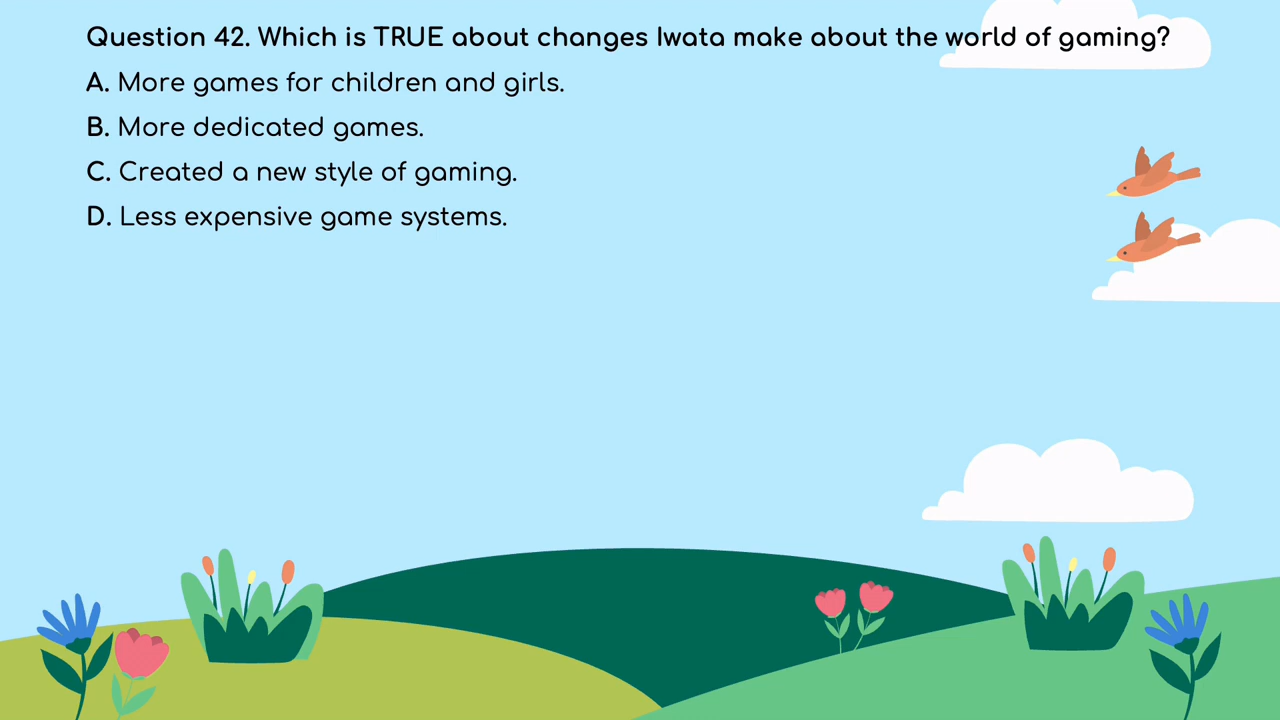 Question 42. Which is TRUE about changes Iwata make about the world of gaming?
A. More games for children and girls.
B. More dedicated games.
C. Created a new style of gaming.
D. Less expensive game systems.